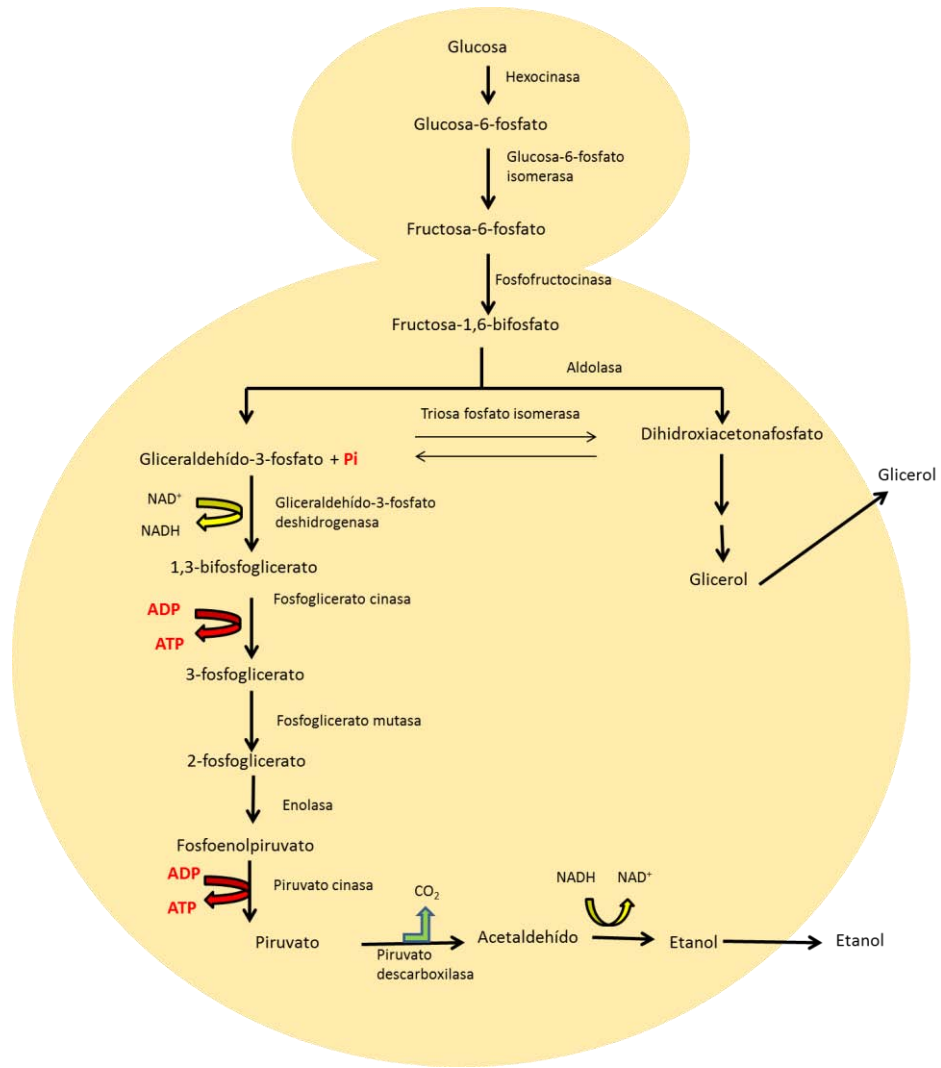 Glucosa
Hexocinasa
Glucosa-6-fosfato
Glucosa-6-fosfato
isomerasa
Fructosa-6-fosfato
Fosfofructocinasa
Fructosa-1,6-bifosfato
Aldolasa
Triosa fosfato isomerasa
Dihidroxiacetonafosfato
Gliceraldehído-3-fosfato + Pi
Glicerol
NAD+
NADH
Gliceraldehído-3-fosfato
deshidrogenasa
1,3-bifosfoglicerato
Glicerol
ADP
ATP
Fosfoglicerato cinasa
3-fosfoglicerato
Fosfoglicerato mutasa
2-fosfoglicerato
Enolasa
Fosfoenolpiruvato
ADP
ATP
Piruvato cinasa
CO2
NADH NAD+
Piruvato
Acetaldehído
Etanol
Etanol
Piruvato
descarboxilasa